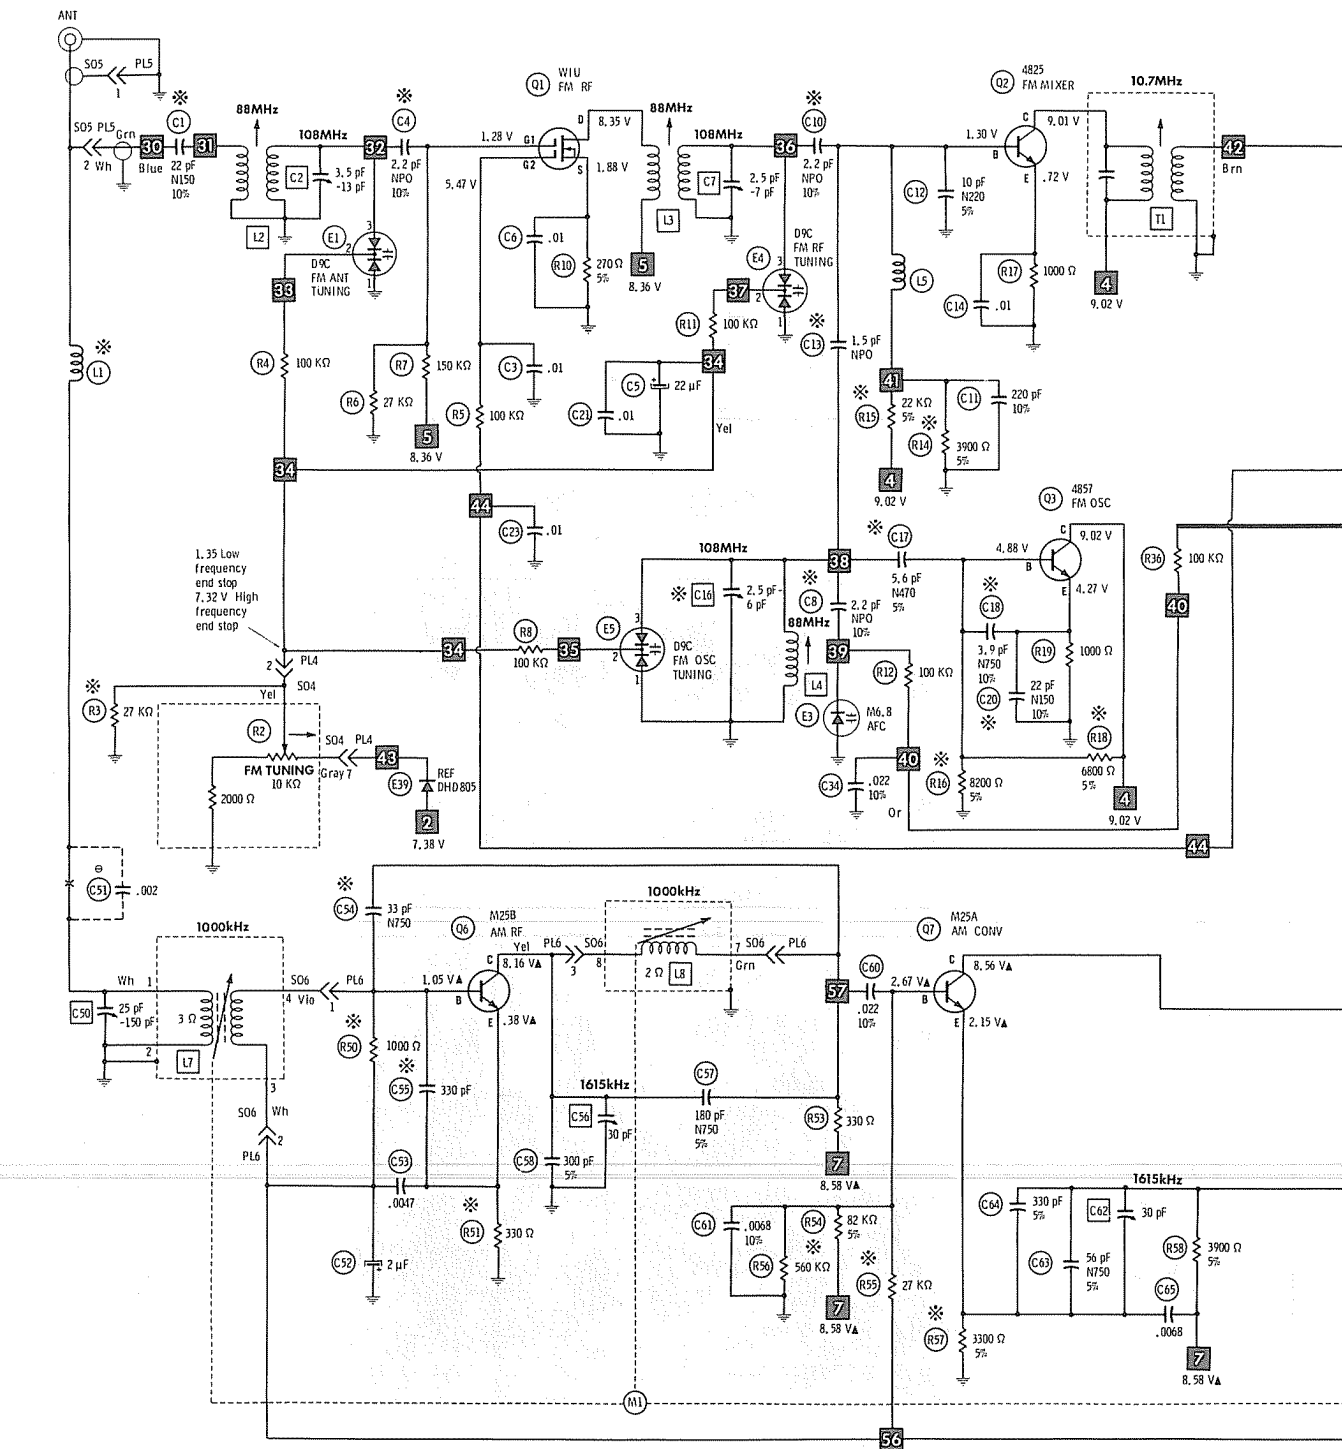 ANT
SO5 PL5
1
SO5 PL5 Grn
2 Wh
30
Blue
C1
22 pF
N150
10%
31
88MHz
L2
108MHz
C2
3.5 pF
-13 pF
32
C4
2.2 pF
NPO
10%
E1
3
2
1
D9C
FM ANT
TUNING
33
R4
100 KΩ
34
Q1
W1U
FM RF
1.28 V
G1
G2
D
S
8.35 V
1.88 V
5.47 V
C6
.01
R10
270 Ω
5%
88MHz
L3
5
8.36 V
108MHz
C7
2.5 pF
-7 pF
36
C10
2.2 pF
NPO
10%
D9C
FM RF
TUNING
E4
3
2
1
37
R11
100 KΩ
34
Yel
C5
22 µF
C21
.01
R6
27 KΩ
R7
150 KΩ
5
8.36 V
C3
.01
R5
100 KΩ
44
C23
.01
Q2
4825
FM MIXER
1.30 V
B
C
9.01 V
E
.72 V
C12
10 pF
N220
5%
L5
R17
1000 Ω
C14
.01
10.7MHz
T1
42
Brn
4
9.02 V
C13
1.5 pF
NPO
41
R15
22 KΩ
5%
R14
3900 Ω
5%
C11
220 pF
10%
4
9.02 V
L1
1.35 Low
frequency
end stop
7.32 V High
frequency
end stop
2
PL4
SO4
Yel
R3
27 KΩ
R2
SO4 PL4
FM TUNING
10 KΩ
Gray 7
2000 Ω
43
E39
REF
DHD805
2
7.38 V
34
R8
100 KΩ
35
E5
3
2
1
D9C
FM OSC
TUNING
108MHz
C16
2.5 pF-
6 pF
88MHz
L4
38
C8
2.2 pF
NPO
10%
39
E3
M6.8
AFC
R12
100 KΩ
40
C34
.022
10%
Or
C17
5.6 pF
N470
5%
Q3
4857
FM OSC
4.88 V
B
C
9.02 V
E
4.27 V
C18
3.9 pF
N750
10%
C20
22 pF
N150
10%
R19
1000 Ω
R18
6800 Ω
5%
R16
8200 Ω
5%
4
9.02 V
R36
100 KΩ
40
44
C51
.002
1000kHz
Wh
1
C50
25 pF
-150 pF
2
3 Ω
L7
SO6 PL6
4 Vio
1
3
SO6
Wh
2
PL6
C54
33 pF
N750
R50
1000 Ω
C55
330 pF
C53
.0047
C52
2 µF
Q6
M25B
AM RF
1.05 V▲
B
C
Yel
8.16 V▲
E
.38 V▲
R51
330 Ω
PL6 SO6
3
8
1000kHz
2 Ω
L8
7 SO6 PL6
Grn
1615kHz
C56
30 pF
C58
300 pF
5%
C57
180 pF
N750
5%
57
C60
.022
10%
R53
330 Ω
7
8.58 V▲
Q7
M25A
AM CONV
2.67 V▲
B
C
8.56 V▲
E
2.15 V▲
C61
.0068
10%
R56
560 KΩ
R54
82 KΩ
5%
7
8.58 V▲
R55
27 KΩ
R57
3300 Ω
5%
1615kHz
C64
330 pF
5%
C63
56 pF
N750
5%
C62
30 pF
R58
3900 Ω
5%
C65
.0068
7
8.58 V▲
M1
56